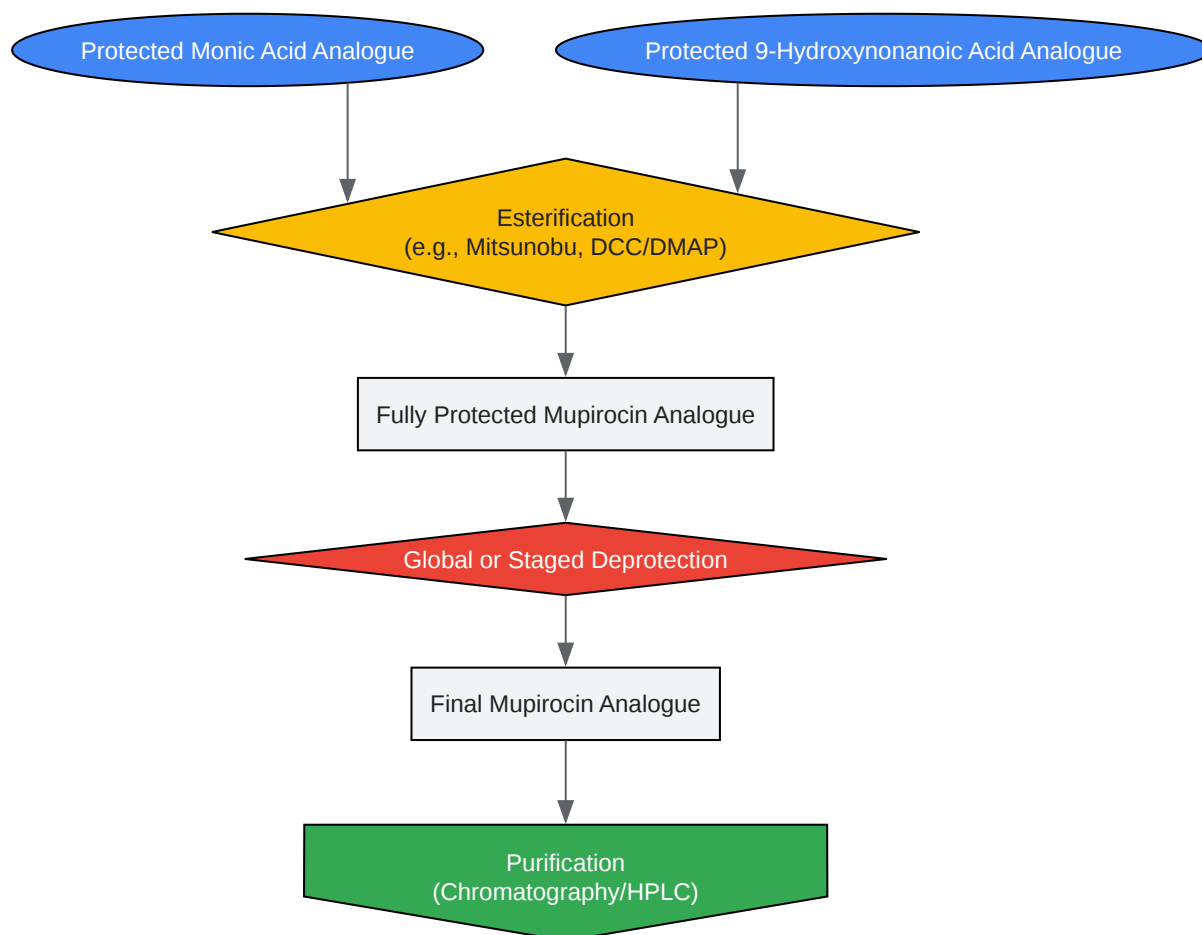 Protected Monic Acid Analogue
Protected 9-Hydroxynonanoic Acid Analogue
Esterification
(e.g., Mitsunobu, DCC/DMAP)
Fully Protected Mupirocin Analogue
Global or Staged Deprotection
Final Mupirocin Analogue
Purification
(Chromatography/HPLC)